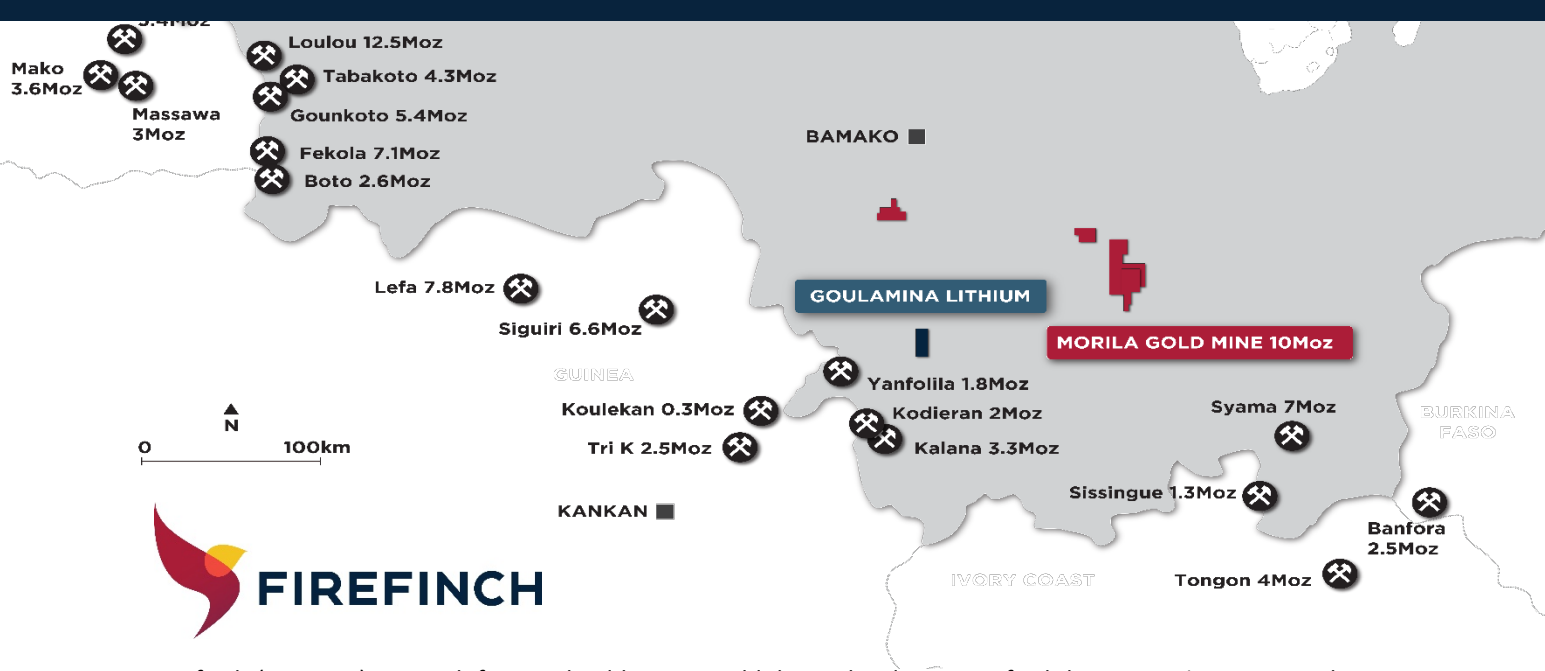 Loulou 12.5Moz
Mako
3.6Moz
Tabakoto 4.3Moz
Massawa
3Moz
Gounkoto 5.4Moz
BAMAKO
Fekola 7.1Moz
Boto 2.6Moz
Lefa 7.8Moz
GOULAMINA LITHIUM
Siguiri 6.6Moz
MORILA GOLD MINE 10Moz
GUINEA
Yanfolila 1.8Moz
Koulekan 0.3Moz
Kodieran 2Moz
Syama 7Moz
BURKINA
FASO
N
0 100km
Tri K 2.5Moz
Kalana 3.3Moz
Sissingue 1.3Moz
KANKAN
Banfora
2.5Moz
IVORY COAST
Tongon 4Moz
FIREFINCH